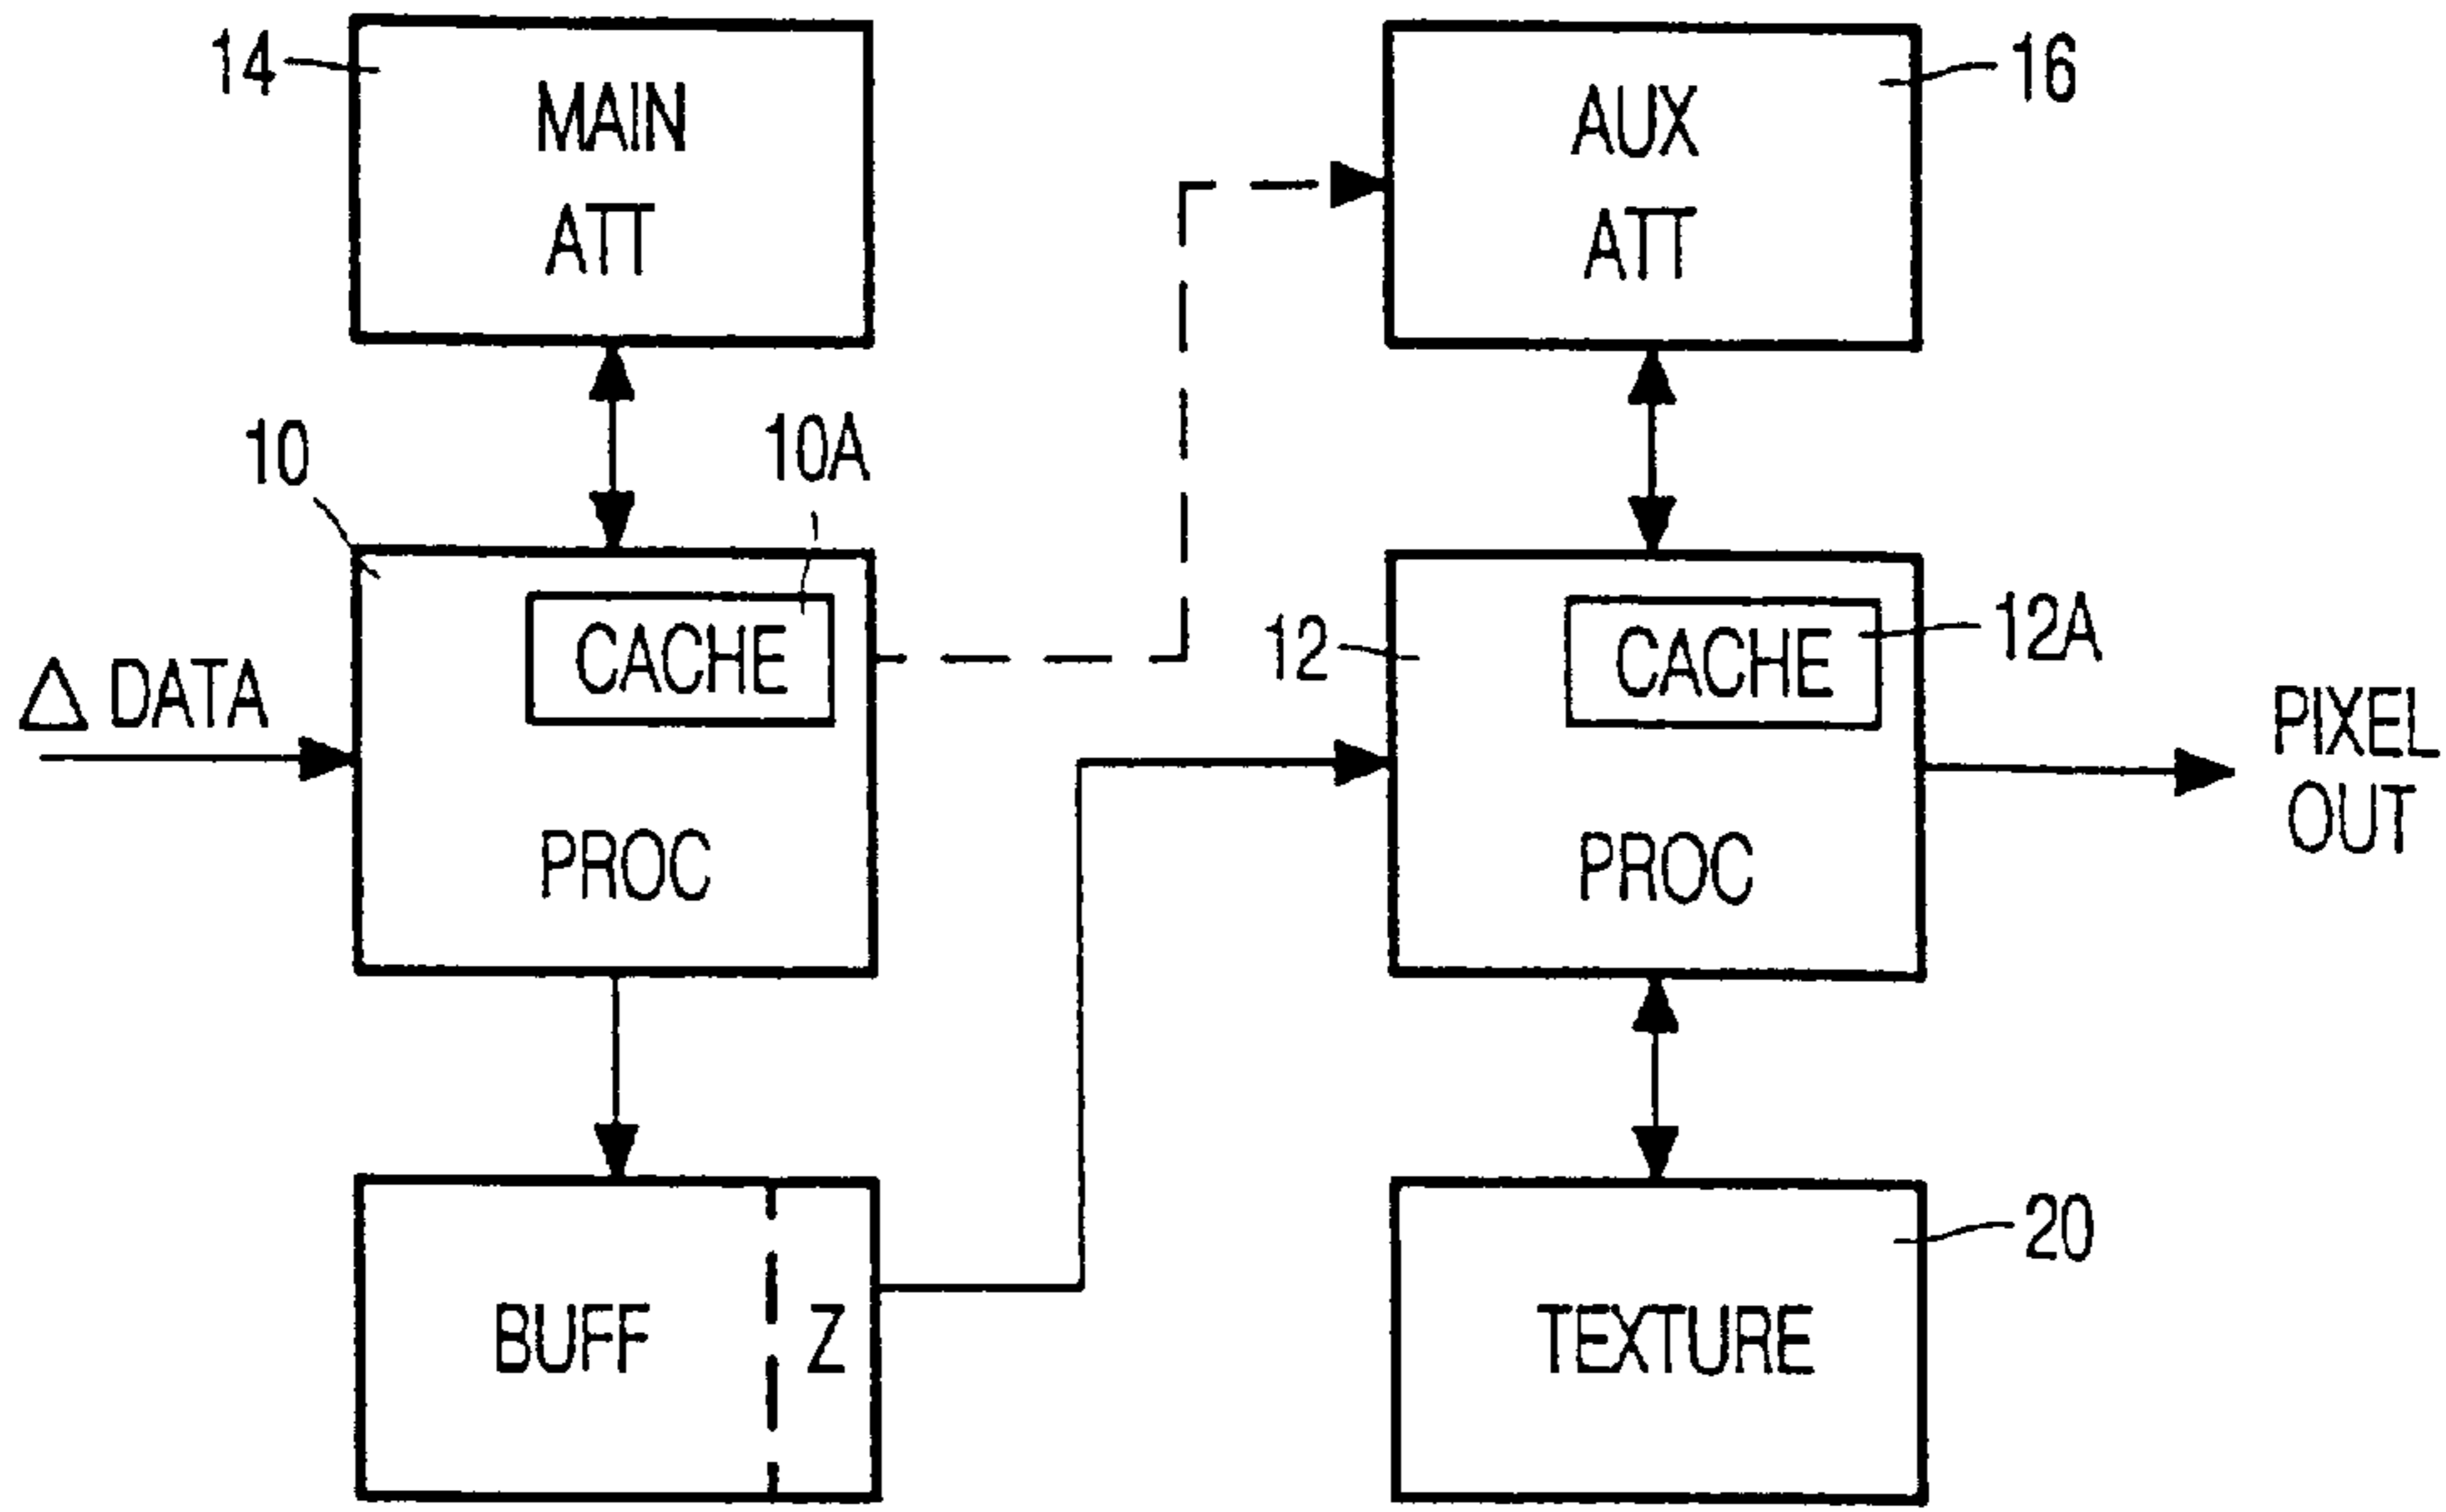 14
MAIN
ATT
AUX
ATT
16
10
10A
CACHE
PROC
Δ DATA
12
CACHE
12A
PROC
PIXEL
OUT
BUFF
Z
TEXTURE
20